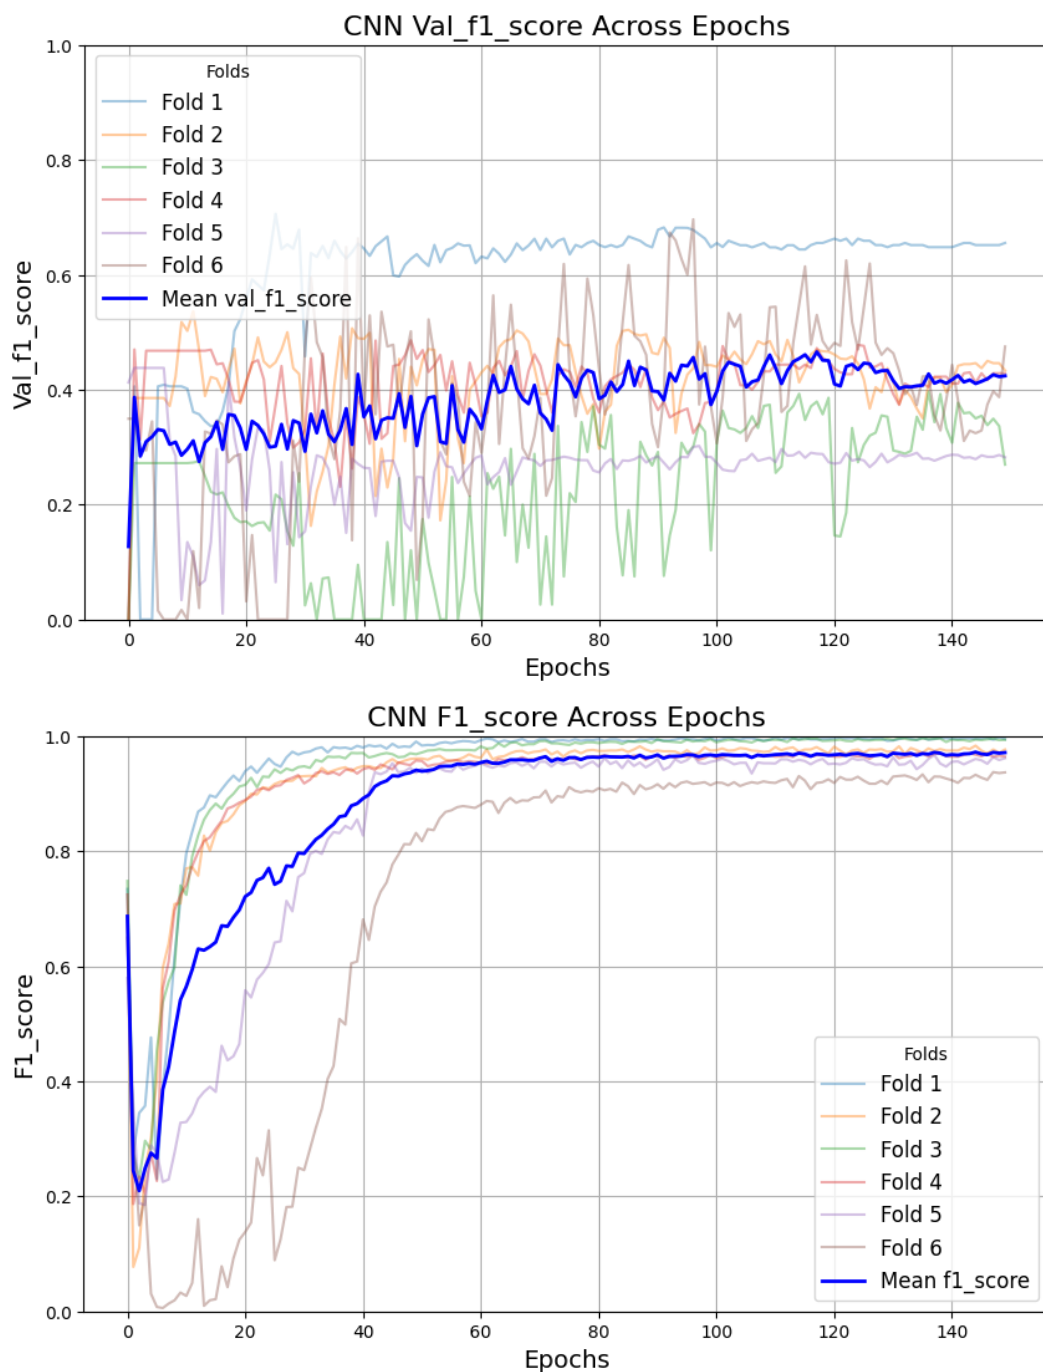 CNN Val_f1_score Across Epochs
1.0
0.8
0.6
0.4
0.2
0.0
Val_f1_score
Folds
Fold 1
Fold 2
Fold 3
Fold 4
Fold 5
Fold 6
Mean val_f1_score
0 20 40 60 80 100 120 140
Epochs
CNN F1_score Across Epochs
1.0
0.8
0.6
0.4
0.2
0.0
F1_score
Folds
Fold 1
Fold 2
Fold 3
Fold 4
Fold 5
Fold 6
Mean f1_score
0 20 40 60 80 100 120 140
Epochs